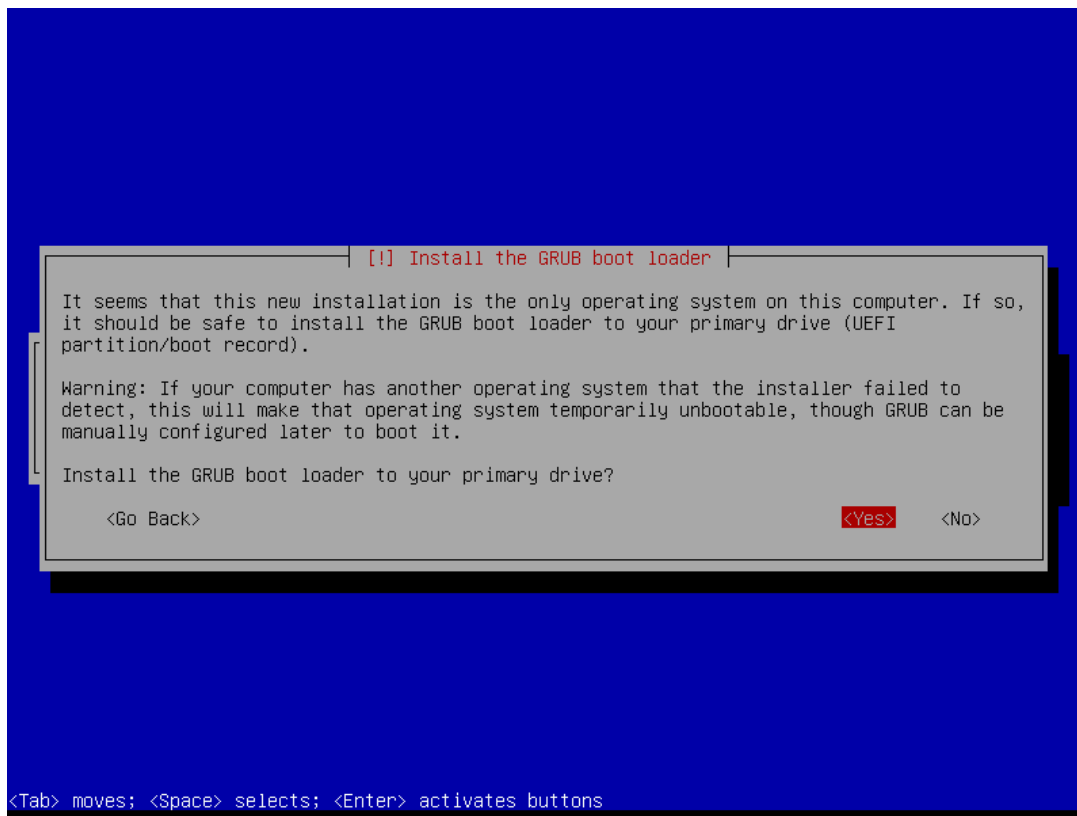 [!] Install the GRUB boot loader
It seems that this new installation is the only operating system on this computer. If so,
it should be safe to install the GRUB boot loader to your primary drive (UEFI
partition/boot record).
Warning: If your computer has another operating system that the installer failed to
detect, this will make that operating system temporarily unbootable, though GRUB can be
manually configured later to boot it.
Install the GRUB boot loader to your primary drive?
<Go Back> <Yes> <No>
<Tab> moves; <Space> selects; <Enter> activates buttons